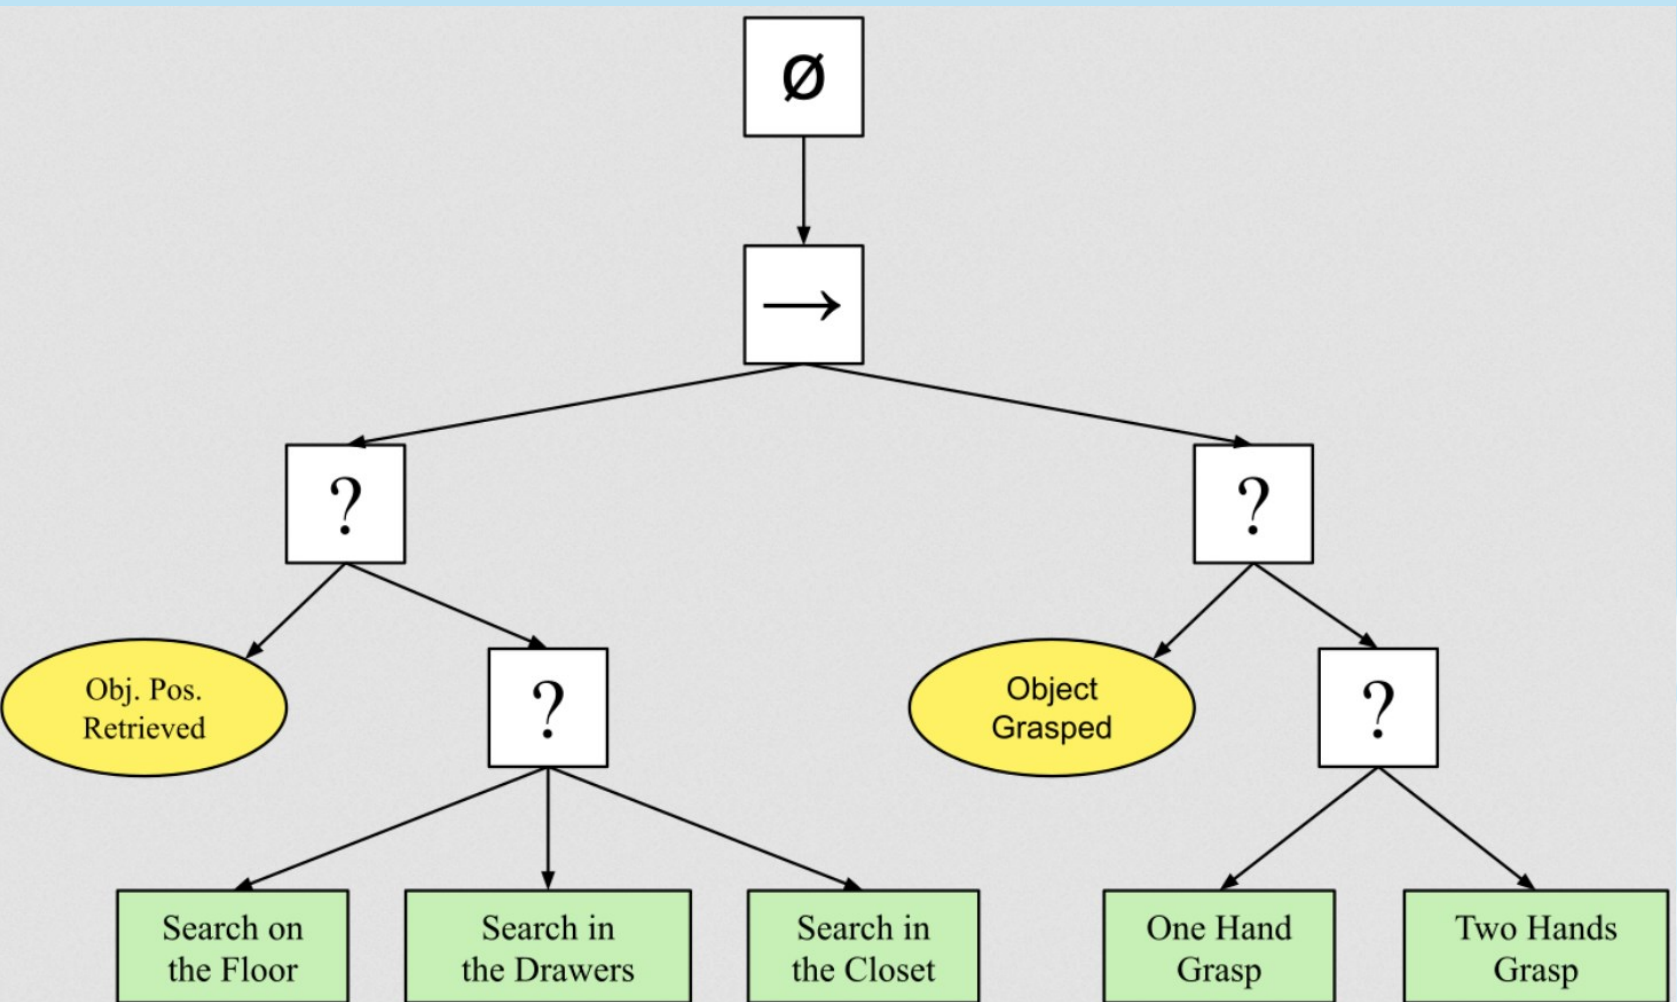 Ø
→
?
?
Obj. Pos.
Retrieved
?
Object
Grasped
?
Search on
the Floor
Search in
the Drawers
Search in
the Closet
One Hand
Grasp
Two Hands
Grasp